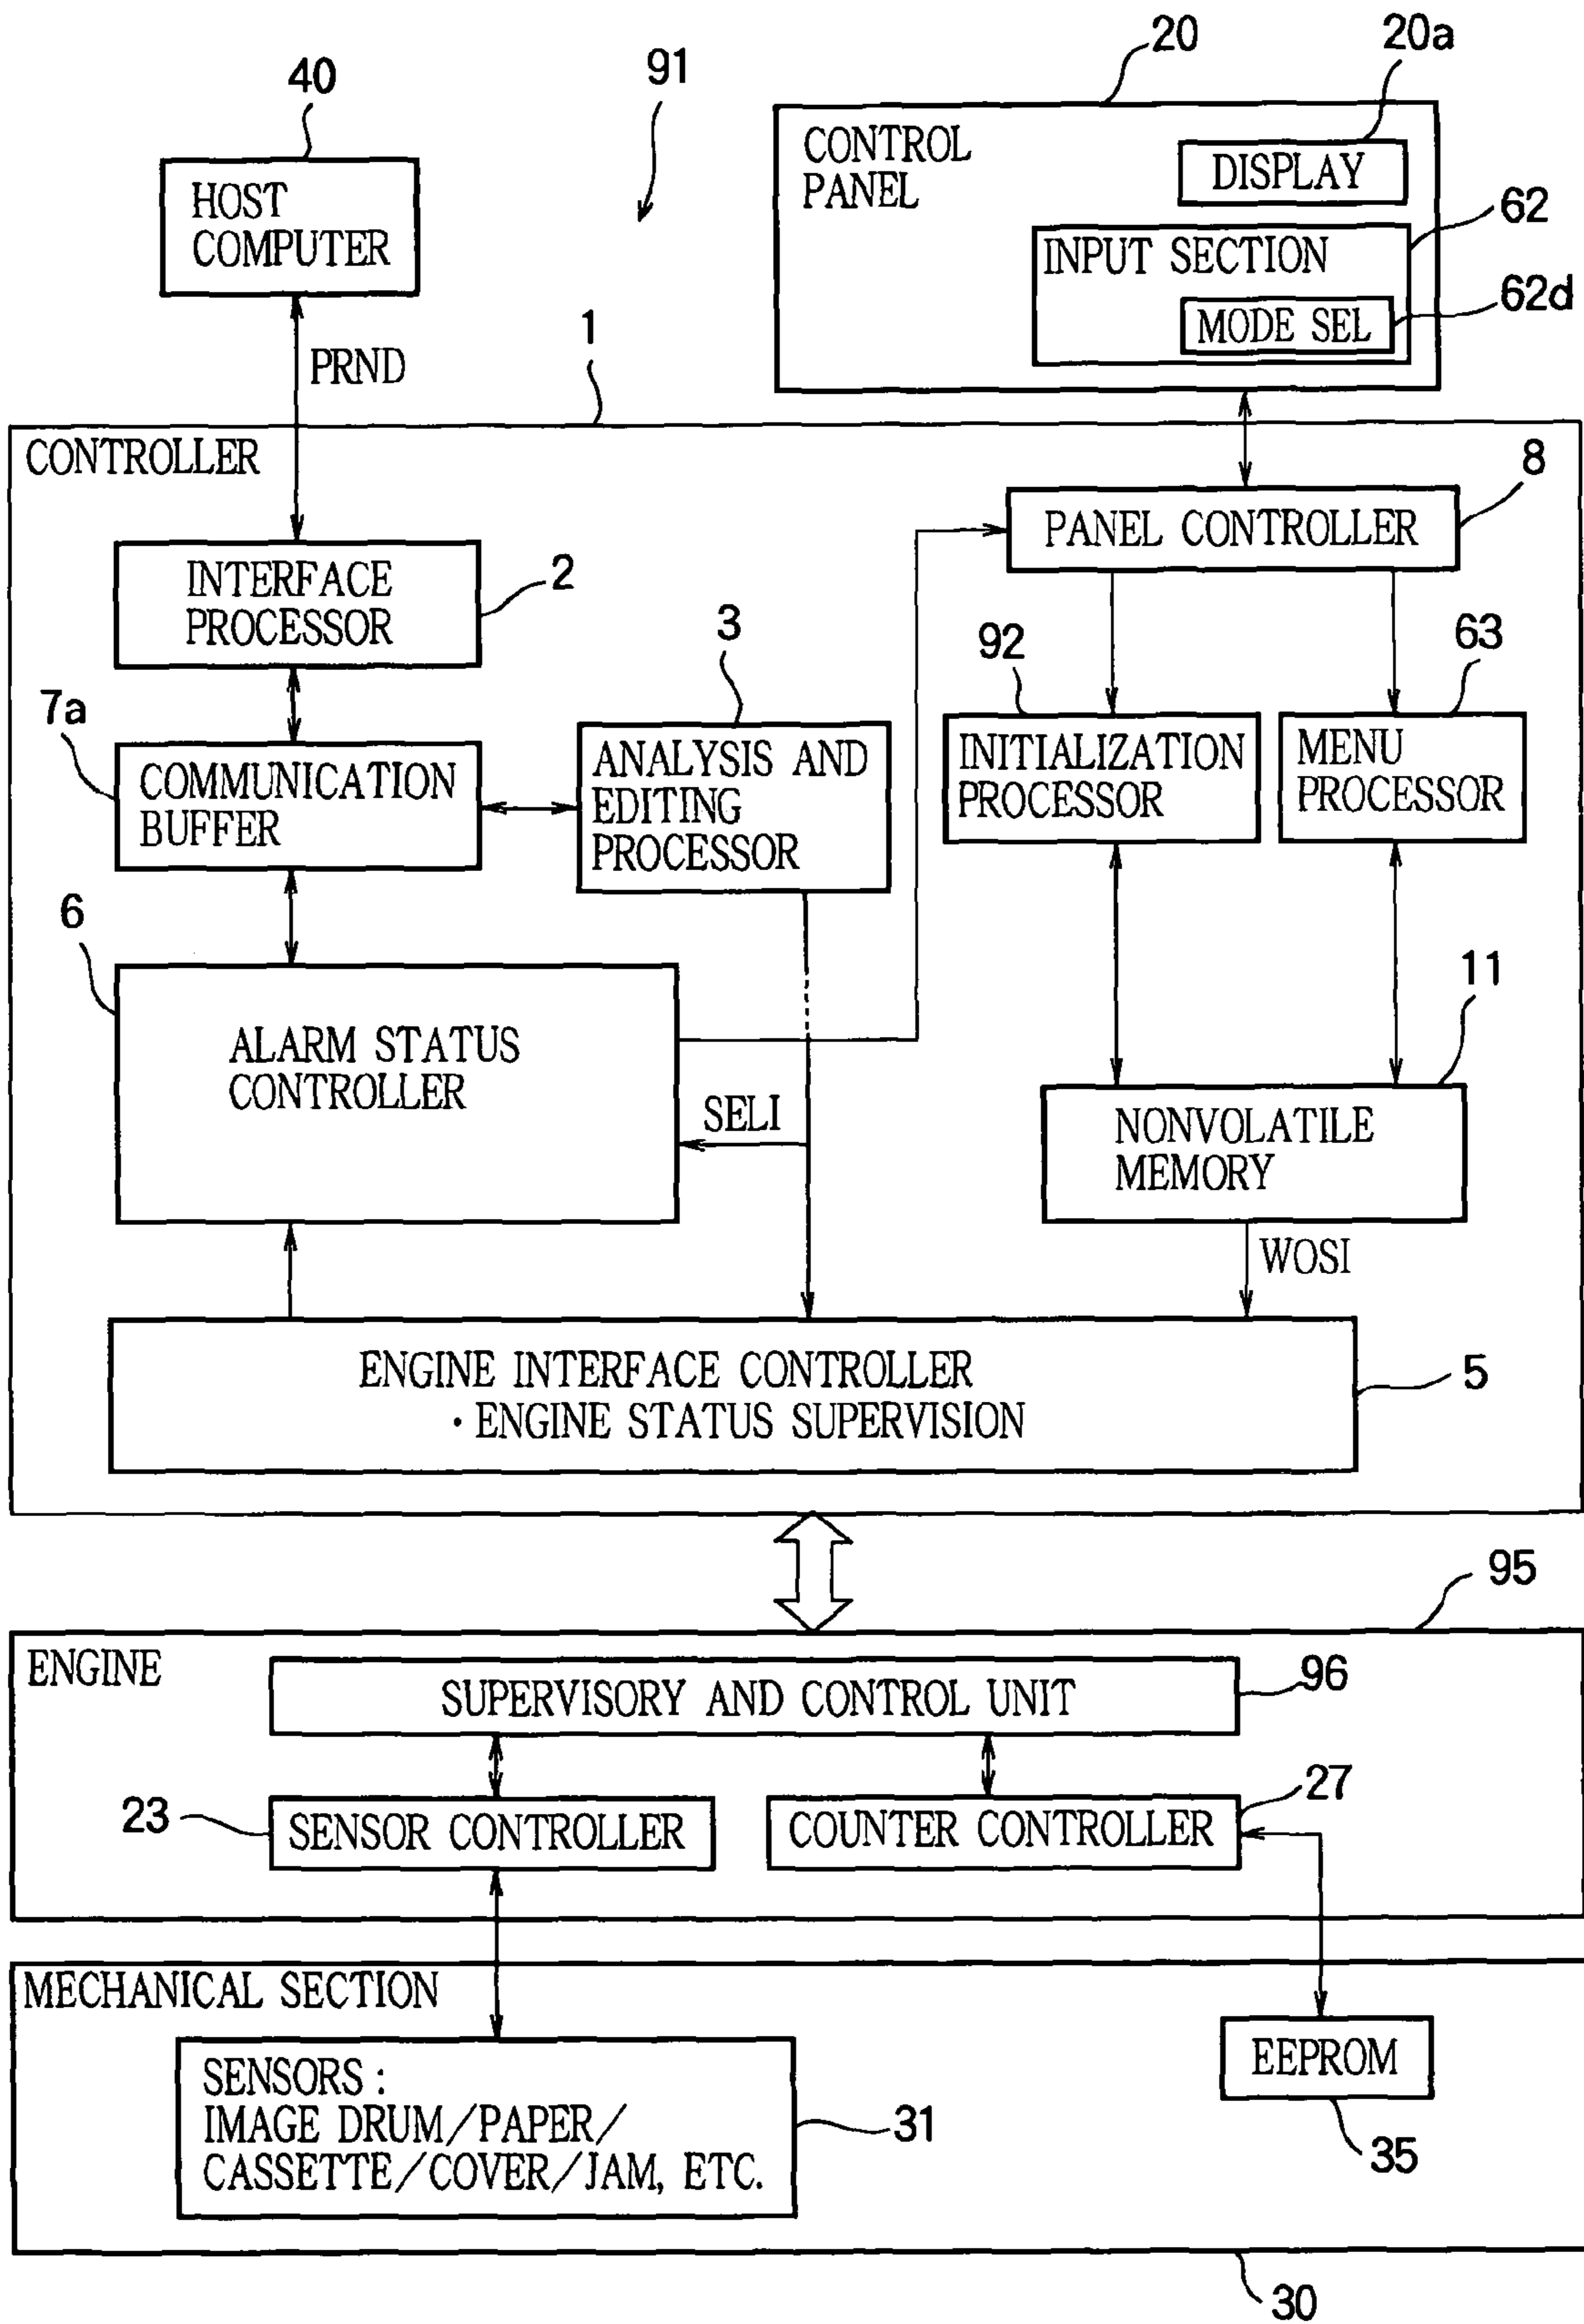 20
20a
91
40
CONTROL
PANEL
DISPLAY
HOST
COMPUTER
62
INPUT SECTION
62d
MODE SEL
1
PRND
CONTROLLER
8
PANEL CONTROLLER
INTERFACE
PROCESSOR
2
3
92
63
7a
COMMUNICATION
BUFFER
ANALYSIS AND
EDITING
PROCESSOR
INITIALIZATION
PROCESSOR
MENU
PROCESSOR
6
11
ALARM STATUS
CONTROLLER
SELI
NONVOLATILE
MEMORY
WOSI
ENGINE INTERFACE CONTROLLER
・ENGINE STATUS SUPERVISION
5
95
ENGINE
SUPERVISORY AND CONTROL UNIT
96
23
SENSOR CONTROLLER
COUNTER CONTROLLER
27
MECHANICAL SECTION
SENSORS :
IMAGE DRUM/PAPER/
CASSETTE/COVER/JAM, ETC.
31
EEPROM
35
30